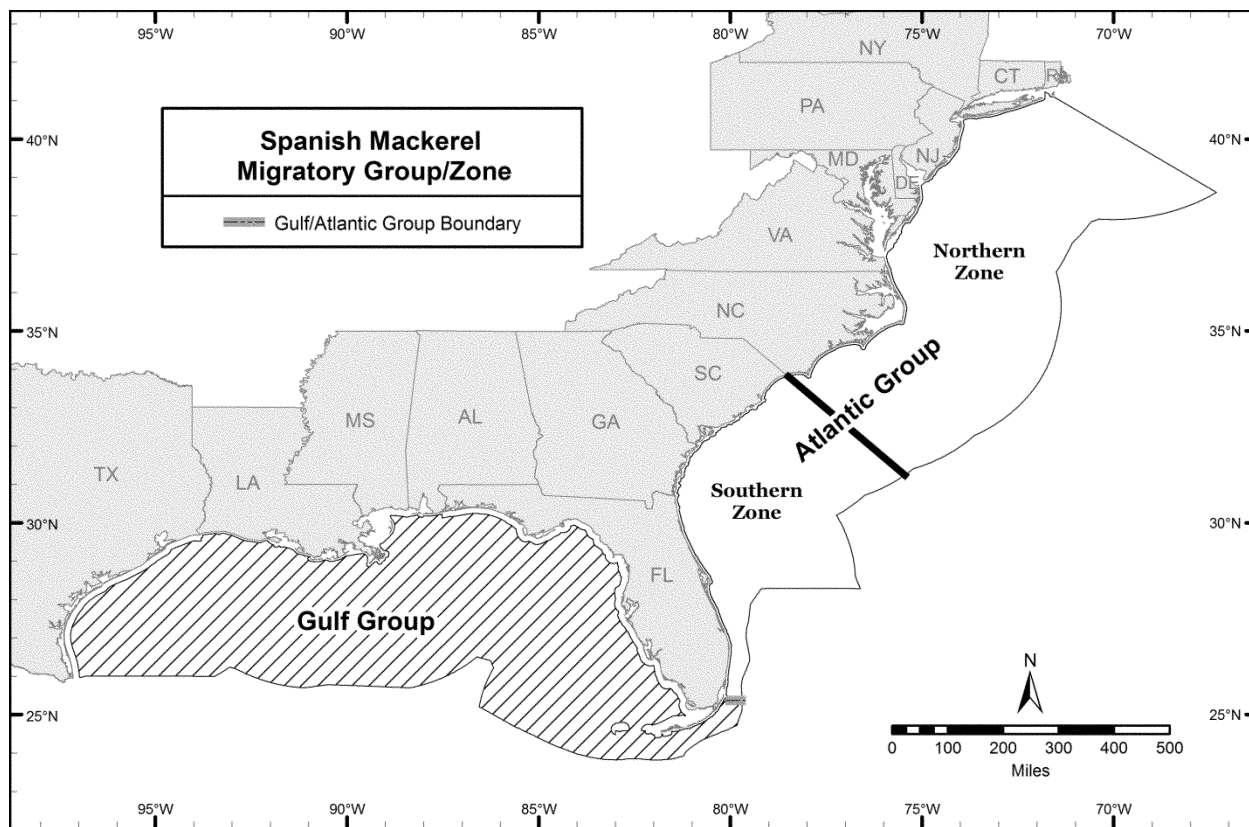 95°W 90°W 85°W 80°W 75°W 70°W
Spanish Mackerel
Migratory Group/Zone
Gulf/Atlantic Group Boundary
NY
CT
RI
PA
40°N
40°N
MD
NJ
DE
VA
Northern
Zone
NC
35°N
35°N
SC
Atlantic Group
MS
AL
GA
TX
LA
Southern
Zone
30°N
30°N
FL
Gulf Group
N
25°N
25°N
0 100 200 300 400 500
Miles
95°W 90°W 85°W 80°W 75°W 70°W